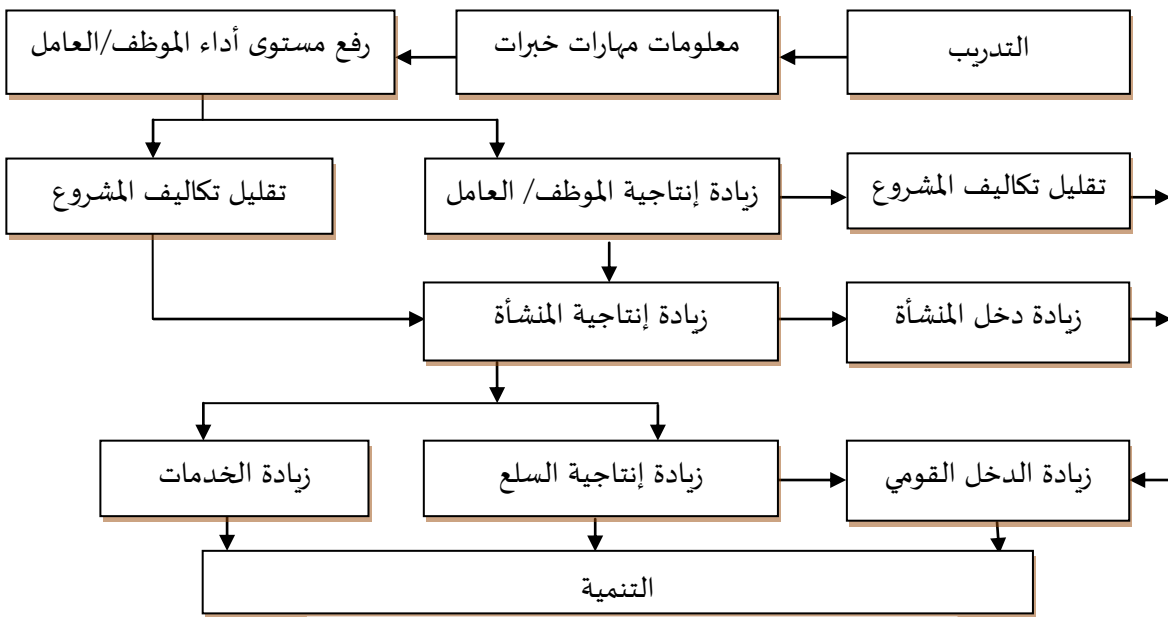 التدريب
معلومات مهارات خبرات
رفع مستوى أداء الموظف/العامل
تقليل تكاليف المشروع
زيادة إنتاجية الموظف/ العامل
تقليل تكاليف المشروع
زيادة دخل المنشأة
زيادة إنتاجية المنشأة
زيادة الدخل القومي
زيادة إنتاجية السلع
زيادة الخدمات
التنمية